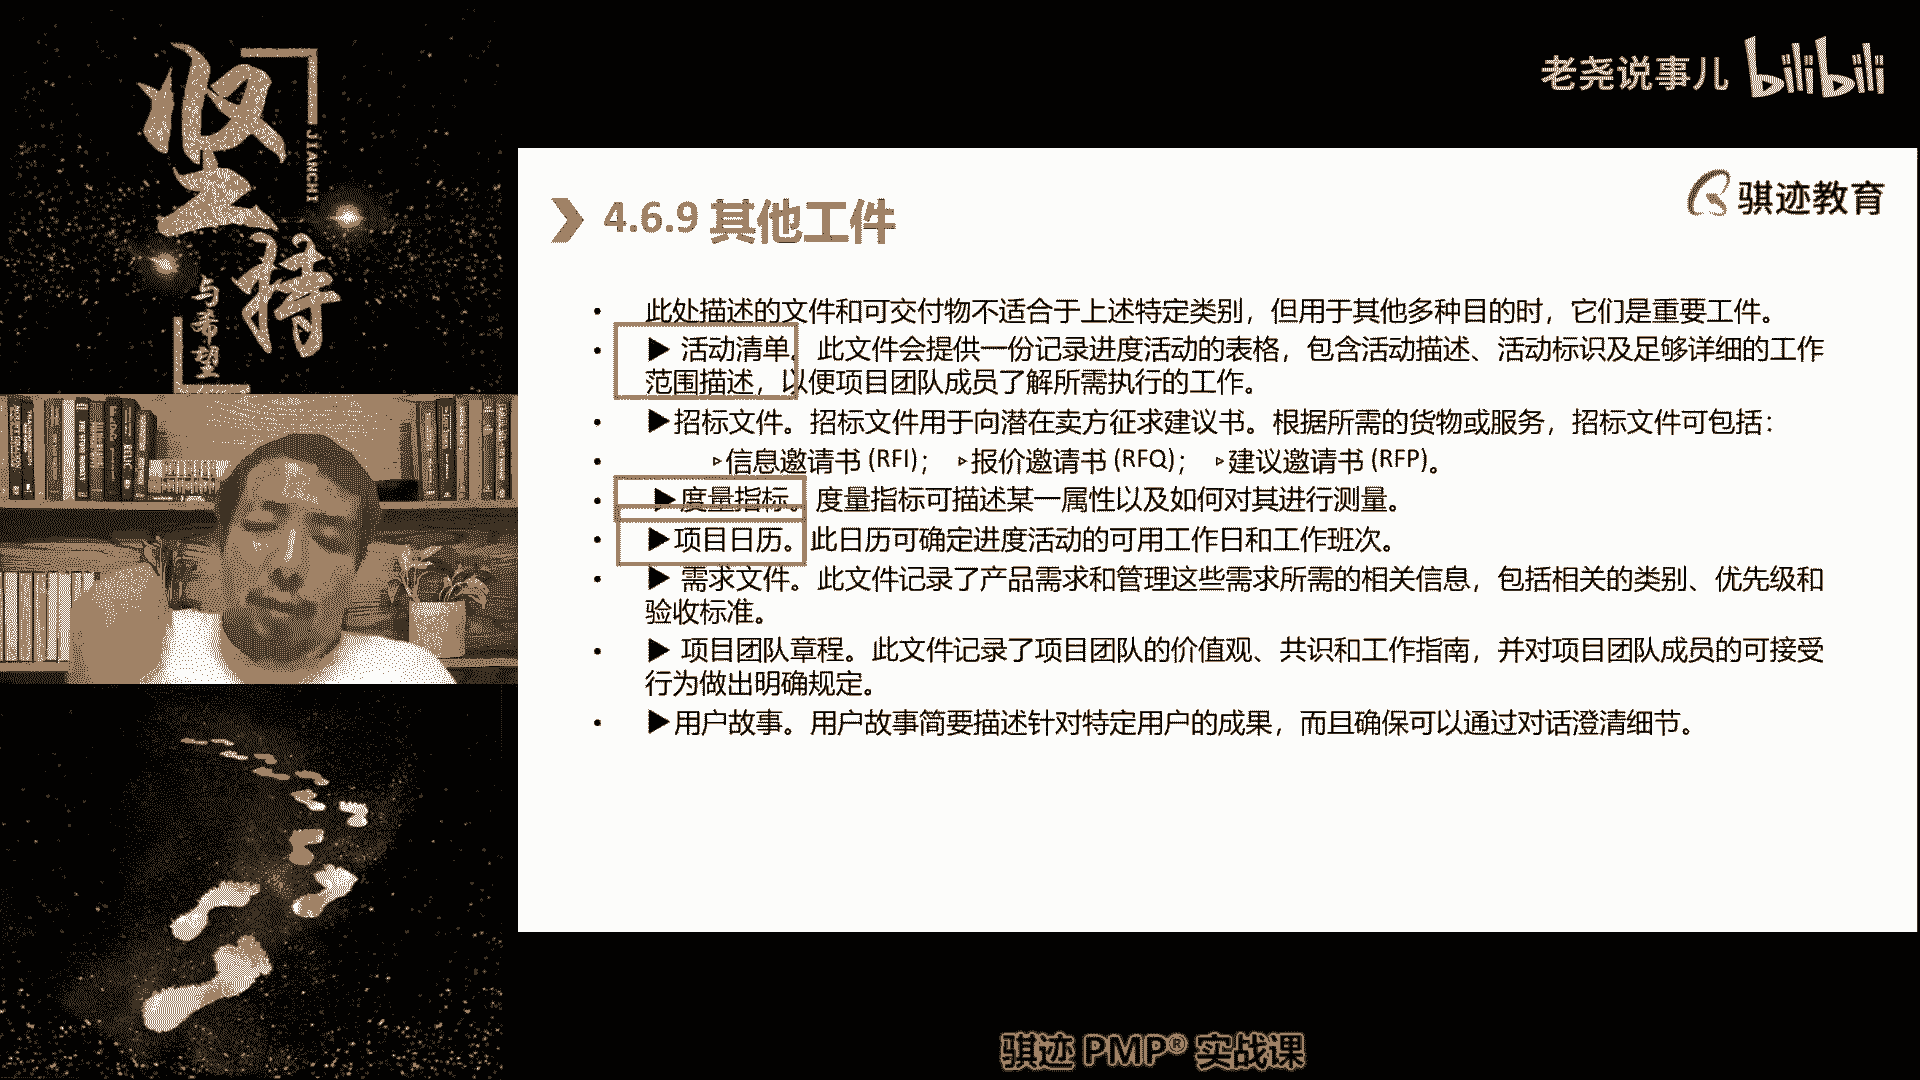 坚持
JIANCHI
与希望
老尧说事儿 bilibili
骐迹教育
4.6.9 其他工件
• 此处描述的文件和可交付物不适合于上述特定类别，但用于其他多种目的时，它们是重要工件。
• ▶ 活动清单。此文件会提供一份记录进度活动的表格，包含活动描述、活动标识及足够详细的工作
范围描述，以便项目团队成员了解所需执行的工作。
• ▶招标文件。招标文件用于向潜在卖方征求建议书。根据所需的货物或服务，招标文件可包括：
• ▹信息邀请书 (RFI)； ▹报价邀请书 (RFQ)； ▹建议邀请书 (RFP)。
• ▶度量指标。度量指标可描述某一属性以及如何对其进行测量。
• ▶项目日历。此日历可确定进度活动的可用工作日和工作班次。
• ▶ 需求文件。此文件记录了产品需求和管理这些需求所需的相关信息，包括相关的类别、优先级和
验收标准。
• ▶ 项目团队章程。此文件记录了项目团队的价值观、共识和工作指南，并对项目团队成员的可接受
行为做出明确规定。
• ▶用户故事。用户故事简要描述针对特定用户的成果，而且确保可以通过对话澄清细节。
骐迹 PMP® 实战课